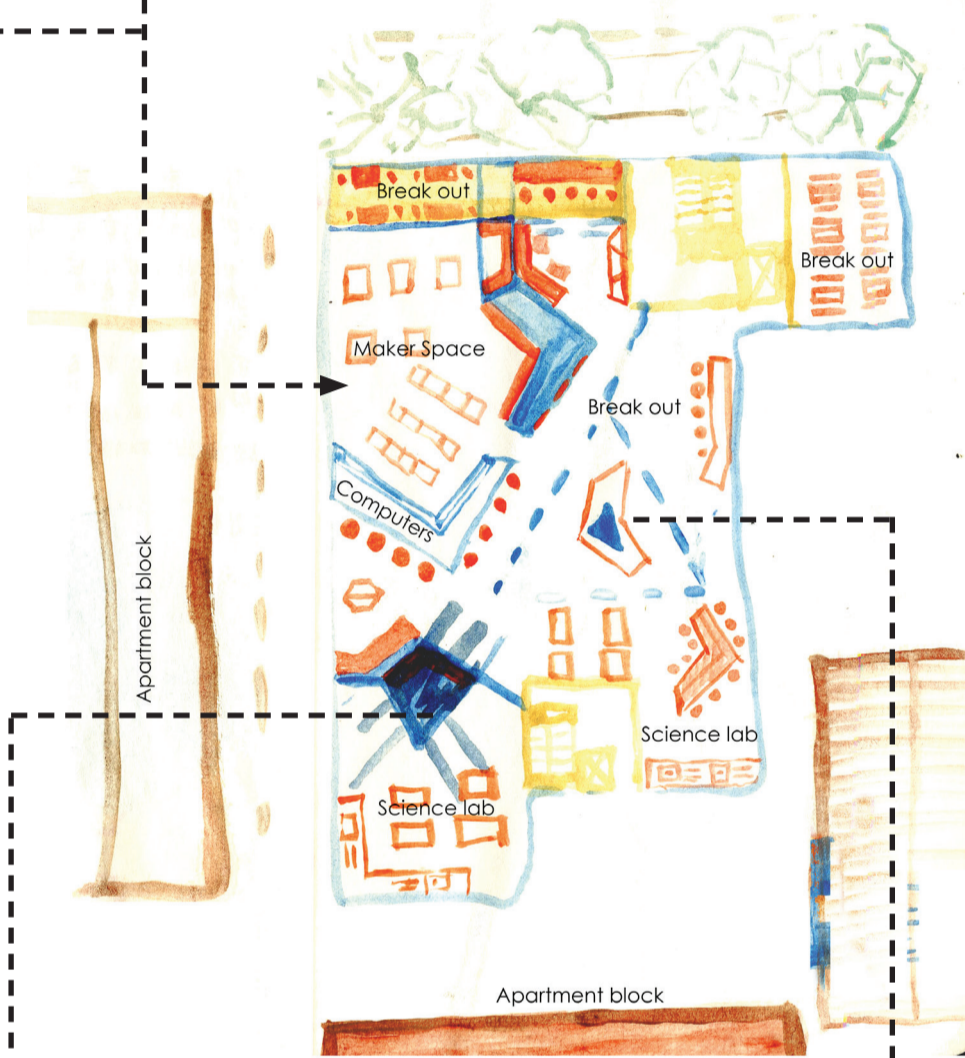 Break out
Break out
Maker Space
Break out
Computers
Apartment block
Science lab
Science lab
Apartment block